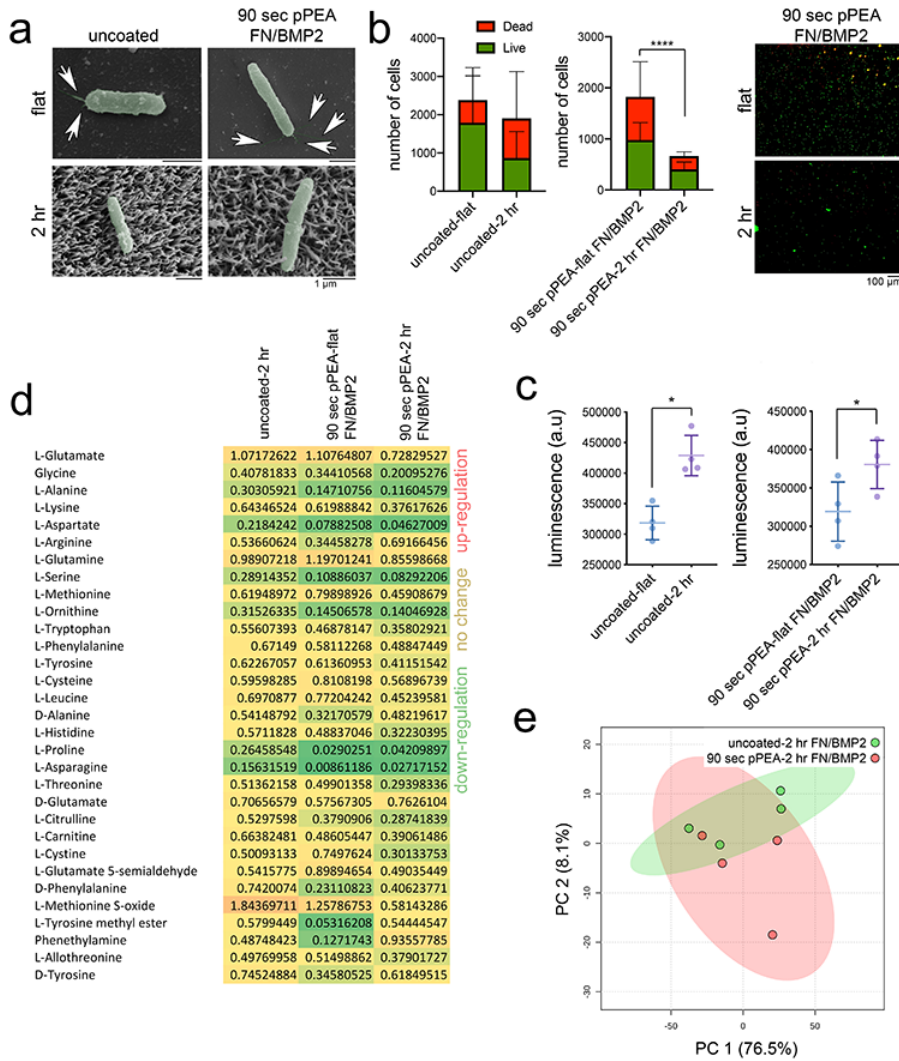 a
uncoated
90 sec pPEA
FN/BMP2
flat
2 hr
1 μm
b
Dead
Live
number of cells
4000
3000
2000
1000
0
uncoated-flat
uncoated-2 hr
number of cells
3000
2000
1000
0
****
90 sec pPEA-flat FN/BMP2
90 sec pPEA-2 hr FN/BMP2
90 sec pPEA
FN/BMP2
flat
2 hr
100 μm
d
uncoated-2 hr
90 sec pPEA-flat
FN/BMP2
90 sec pPEA-2 hr
FN/BMP2
L-Glutamate 1.07172622 1.10764807 0.72829527
Glycine 0.40781833 0.34410568 0.20095276
L-Alanine 0.30305921 0.14710756 0.11604579
L-Lysine 0.64346524 0.61988842 0.37617626
L-Aspartate 0.2184242 0.07882508 0.04627009
L-Arginine 0.53660624 0.34458278 0.69166456
L-Glutamine 0.98907218 1.19701241 0.85598668
L-Serine 0.28914352 0.10886037 0.08292206
L-Methionine 0.61948972 0.79898926 0.45908679
L-Ornithine 0.31526335 0.14506578 0.14046928
L-Tryptophan 0.55607393 0.46878147 0.35802921
L-Phenylalanine 0.67149 0.58112268 0.48847449
L-Tyrosine 0.62267057 0.61360953 0.41151542
L-Cysteine 0.59598285 0.8108198 0.56896739
L-Leucine 0.6970877 0.77204242 0.45239581
D-Alanine 0.54148792 0.32170579 0.48219617
L-Histidine 0.5711828 0.48837046 0.32230395
L-Proline 0.26458548 0.0290251 0.04209897
L-Asparagine 0.15631519 0.00861186 0.02717152
L-Threonine 0.51362158 0.49901358 0.29398336
D-Glutamate 0.70656579 0.57567305 0.7626104
L-Citrulline 0.5297598 0.3790906 0.28741839
L-Carnitine 0.66382481 0.48605447 0.39061486
L-Cystine 0.50093133 0.7497624 0.30133753
L-Glutamate 5-semialdehyde 0.5415775 0.89894654 0.49035449
D-Phenylalanine 0.7420074 0.23110823 0.40623771
L-Methionine S-oxide 1.84369711 1.25786753 0.58143286
L-Tyrosine methyl ester 0.5799449 0.05316208 0.54444547
Phenethylamine 0.48748423 0.1271743 0.93557785
L-Allothreonine 0.49769958 0.51498862 0.37901727
D-Tyrosine 0.74524884 0.34580525 0.61849515
up-regulation
no change
down-regulation
c
luminescence (a.u)
500000
450000
400000
350000
300000
250000
*
uncoated-flat
uncoated-2 hr
luminescence (a.u)
450000
400000
350000
300000
250000
*
90 sec pPEA-flat FN/BMP2
90 sec pPEA-2 hr FN/BMP2
e
uncoated-2 hr FN/BMP2
90 sec pPEA-2 hr FN/BMP2
PC 2 (8.1%)
20
10
0
-10
-20
-30
-50
0
50
PC 1 (76.5%)